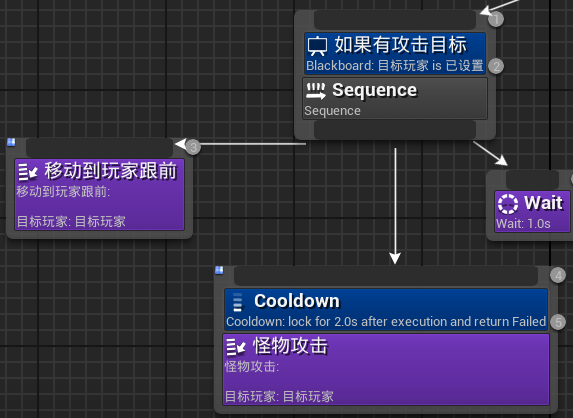 1
如果有攻击目标
Blackboard: 目标玩家 is 已设置
2
Sequence
Sequence
3
移动到玩家跟前
移动到玩家跟前:
目标玩家: 目标玩家
Wait
Wait: 1.0s
4
Cooldown
Cooldown: lock for 2.0s after execution and return Failed
5
怪物攻击
怪物攻击:
目标玩家: 目标玩家